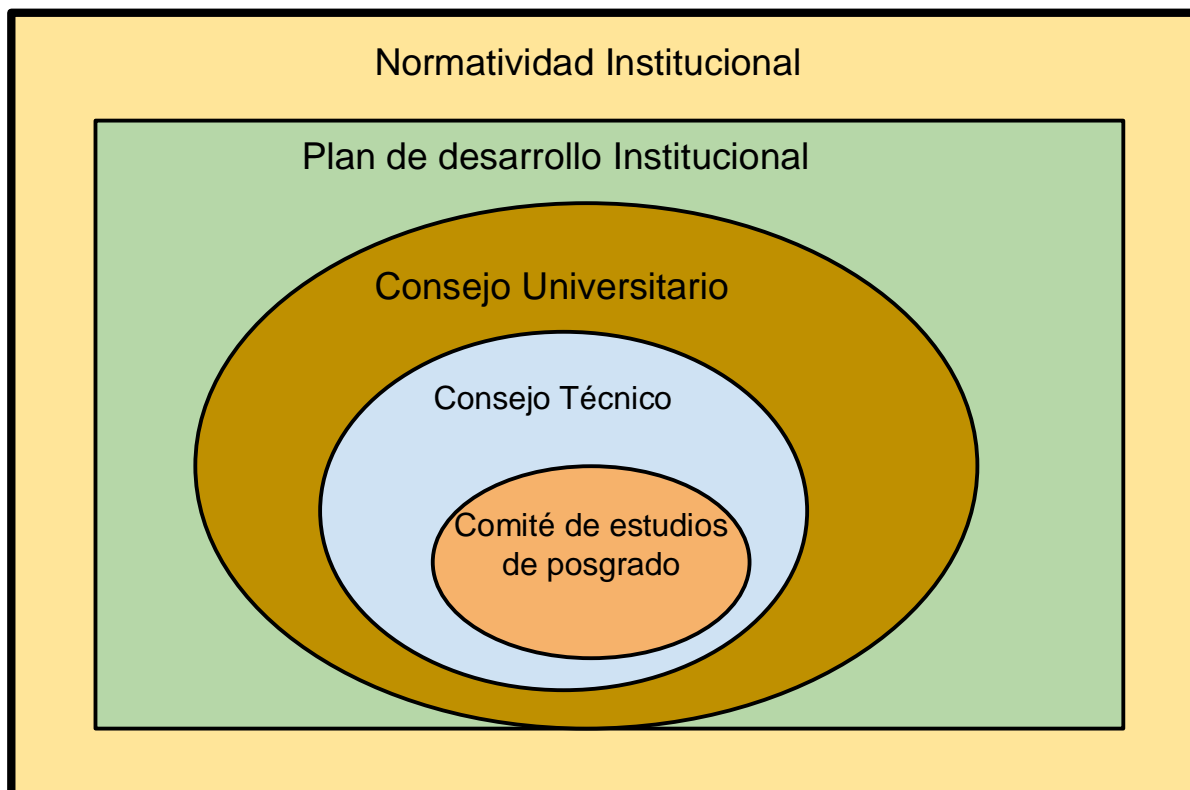 Normatividad Institucional
Plan de desarrollo Institucional
Consejo Universitario
Consejo Técnico
Comité de estudios
de posgrado